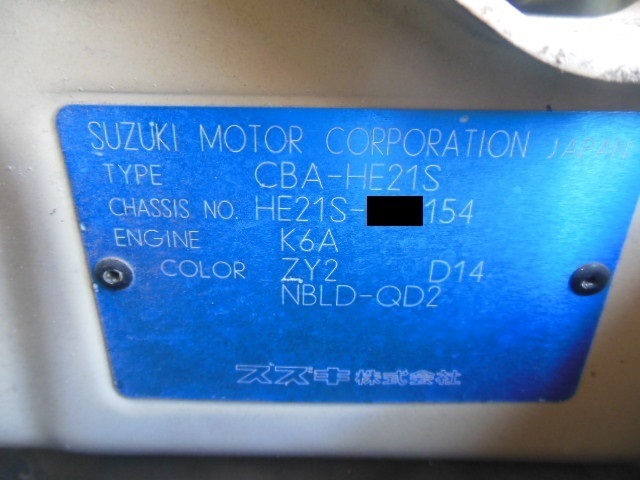 SUZUKI MOTOR CORPORATION JAPAN
TYPE CBA-HE21S
CHASSIS NO. HE21S-154
ENGINE K6A
COLOR ZY2 D14
NBLD-QD2
スズキ株式会社